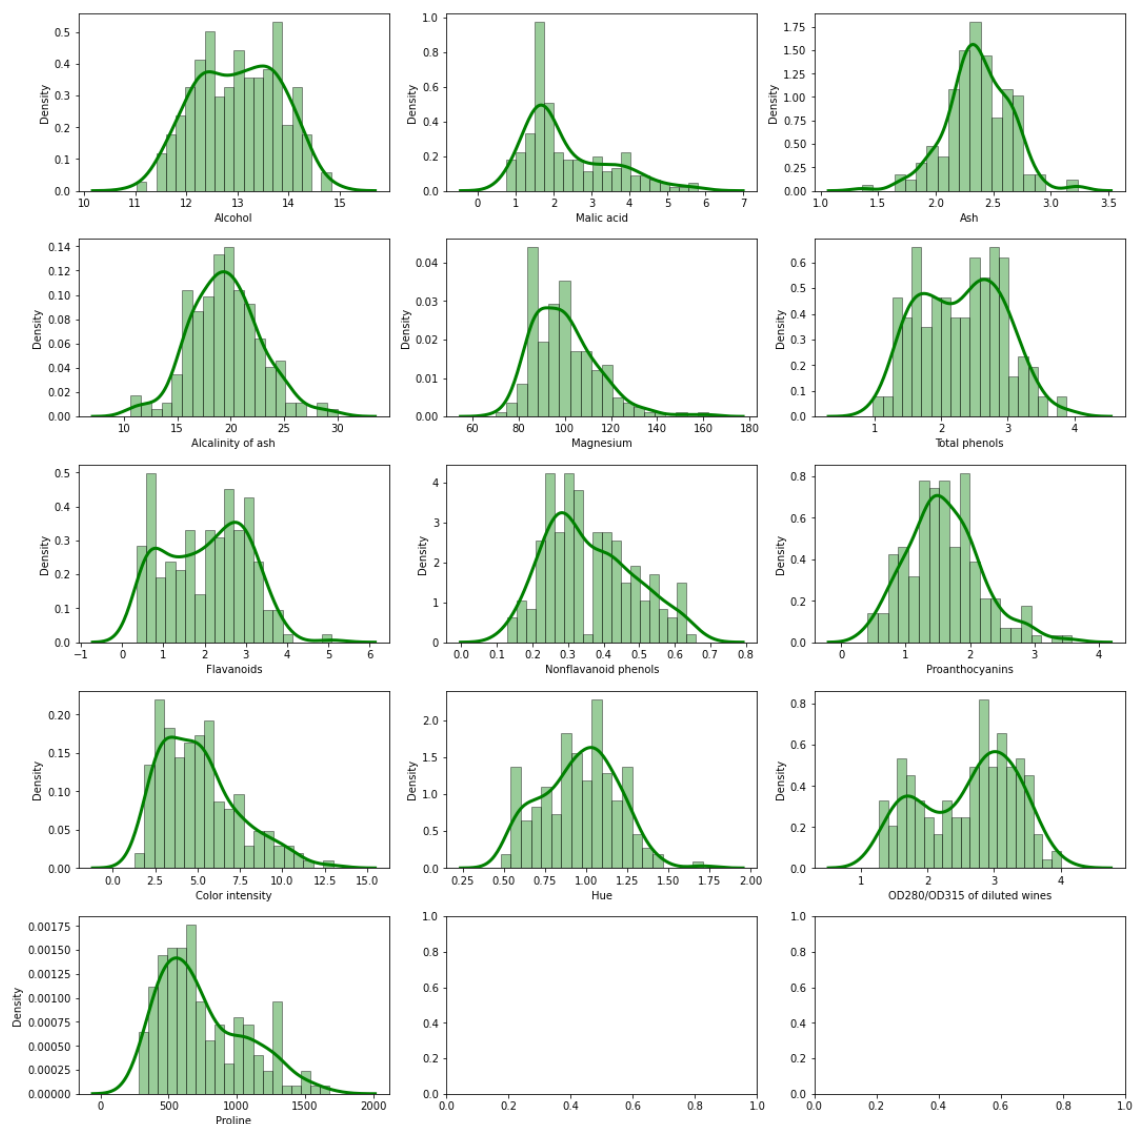 0.5
0.4
0.3
0.2
0.1
0.0
Density
10 11 12 13 14 15
Alcohol
1.0
0.8
0.6
0.4
0.2
0.0
Density
0 1 2 3 4 5 6 7
Malic acid
1.75
1.50
1.25
1.00
0.75
0.50
0.25
0.00
Density
1.0 1.5 2.0 2.5 3.0 3.5
Ash
0.14
0.12
0.10
0.08
0.06
0.04
0.02
0.00
Density
10 15 20 25 30
Alcalinity of ash
0.04
0.03
0.02
0.01
0.00
Density
60 80 100 120 140 160 180
Magnesium
0.6
0.5
0.4
0.3
0.2
0.1
0.0
Density
1 2 3 4
Total phenols
0.5
0.4
0.3
0.2
0.1
0.0
Density
−1 0 1 2 3 4 5 6
Flavanoids
4
3
2
1
0
Density
0.0 0.1 0.2 0.3 0.4 0.5 0.6 0.7 0.8
Nonflavanoid phenols
0.8
0.6
0.4
0.2
0.0
Density
0 1 2 3 4
Proanthocyanins
0.20
0.15
0.10
0.05
0.00
Density
0.0 2.5 5.0 7.5 10.0 12.5 15.0
Color intensity
2.0
1.5
1.0
0.5
0.0
Density
0.25 0.50 0.75 1.00 1.25 1.50 1.75 2.00
Hue
0.8
0.6
0.4
0.2
0.0
Density
1 2 3 4
OD280/OD315 of diluted wines
0.00175
0.00150
0.00125
0.00100
0.00075
0.00050
0.00025
0.00000
Density
0 500 1000 1500 2000
Proline
1.0
0.8
0.6
0.4
0.2
0.0
0.0 0.2 0.4 0.6 0.8 1.0
1.0
0.8
0.6
0.4
0.2
0.0
0.0 0.2 0.4 0.6 0.8 1.0